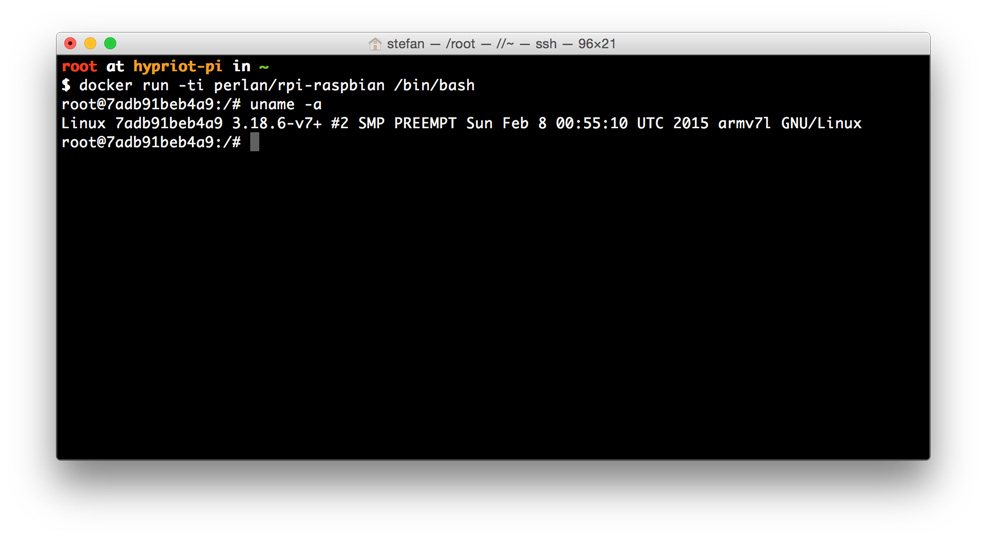 stefan — /root — //~ — ssh — 96×21
root at hypriot-pi in ~
$ docker run -ti perlan/rpi-raspbian /bin/bash
root@7adb91beb4a9:/# uname -a
Linux 7adb91beb4a9 3.18.6-v7+ #2 SMP PREEMPT Sun Feb 8 00:55:10 UTC 2015 armv7l GNU/Linux
root@7adb91beb4a9:/#